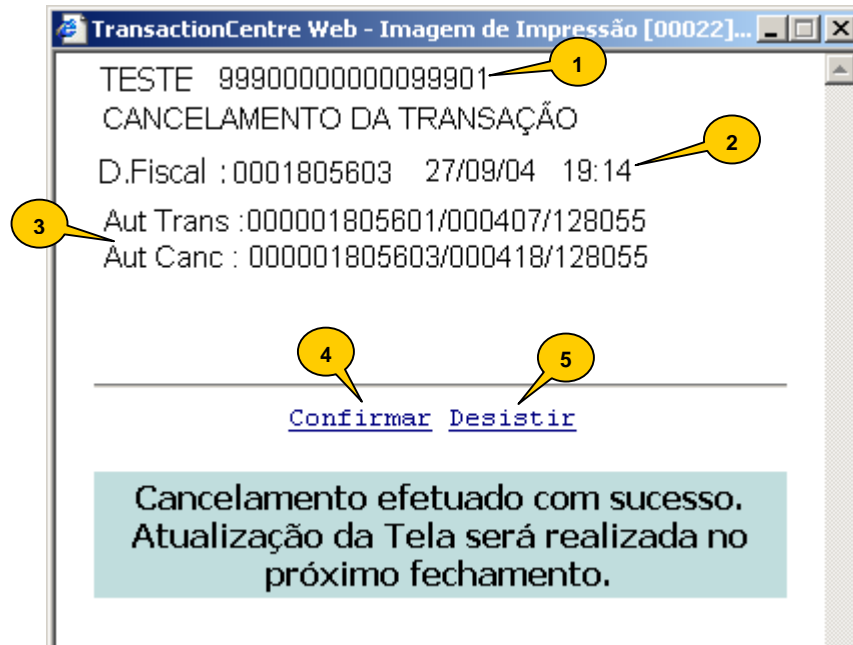 TransactionCentre Web - Imagem de Impressão [00022]...
TESTE 99900000000099901
1
CANCELAMENTO DA TRANSAÇÃO
2
D.Fiscal :0001805603 27/09/04 19:14
3
Aut Trans :000001805601/000407/128055
Aut Canc : 000001805603/000418/128055
4
5
Confirmar Desistir
Cancelamento efetuado com sucesso.
Atualização da Tela será realizada no
próximo fechamento.